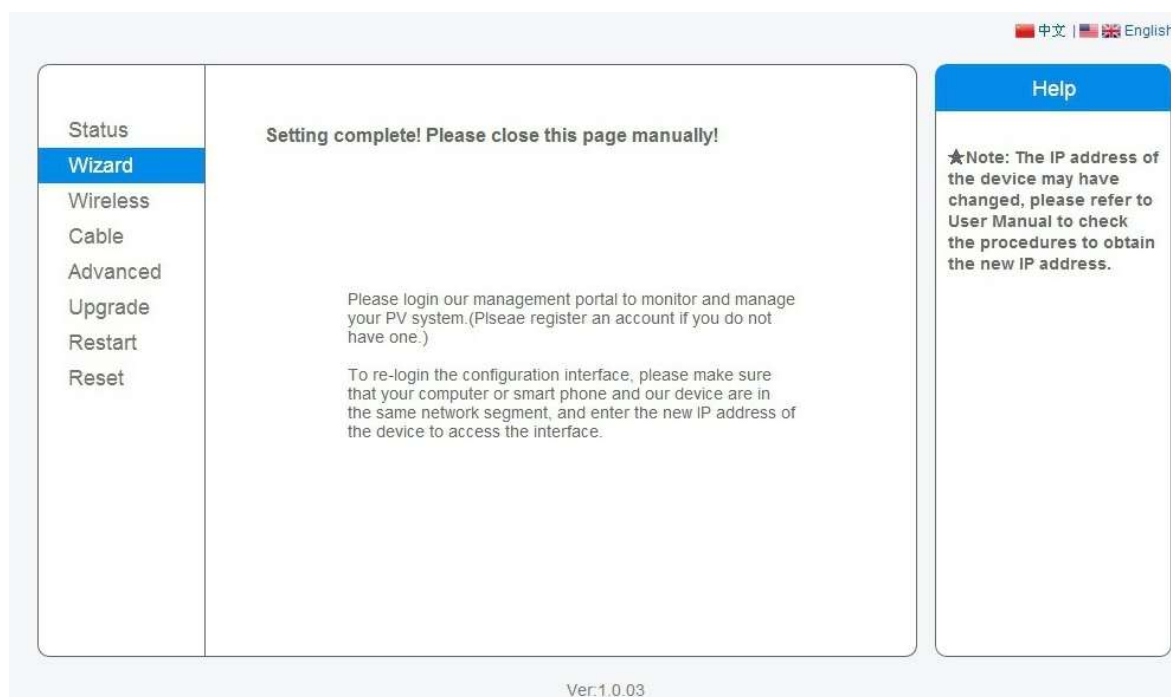 中文 | English
Status
Wizard
Wireless
Cable
Advanced
Upgrade
Restart
Reset
Setting complete! Please close this page manually!
Please login our management portal to monitor and manage
your PV system.(Plseae register an account if you do not
have one.)
To re-login the configuration interface, please make sure
that your computer or smart phone and our device are in
the same network segment, and enter the new IP address of
the device to access the interface.
Help
★Note: The IP address of
the device may have
changed, please refer to
User Manual to check
the procedures to obtain
the new IP address.
Ver:1.0.03